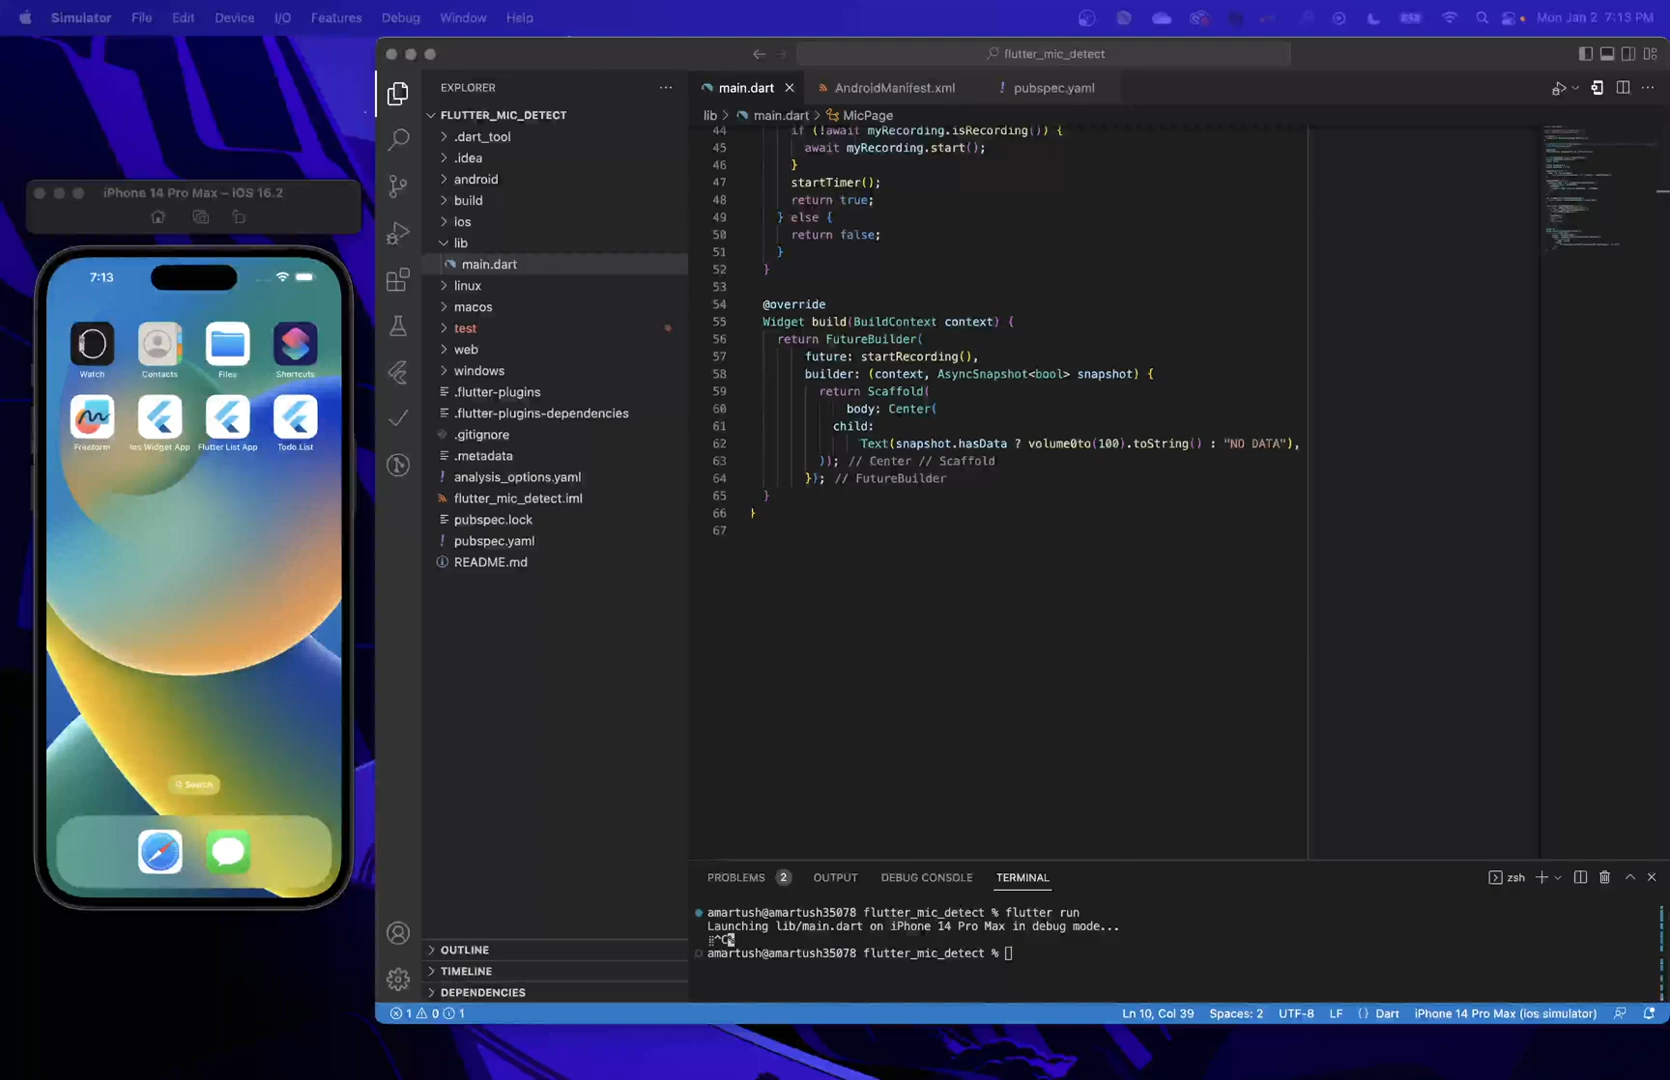 Simulator File Edit Device I/O Features Debug Window Help
Mon Jan 2 7:13 PM
flutter_mic_detect
iPhone 14 Pro Max – iOS 16.2
7:13
Watch Contacts Files Shortcuts
Freeform Ios Widget App Flutter List App Todo List
Search
EXPLORER
FLUTTER_MIC_DETECT
.dart_tool
.idea
android
build
ios
lib
main.dart
linux
macos
test
web
windows
.flutter-plugins
.flutter-plugins-dependencies
.gitignore
.metadata
analysis_options.yaml
flutter_mic_detect.iml
pubspec.lock
pubspec.yaml
README.md
OUTLINE
TIMELINE
DEPENDENCIES
main.dart AndroidManifest.xml pubspec.yaml
lib > main.dart > MicPage
44 if (!await myRecording.isRecording()) {
45 await myRecording.start();
46 }
47 startTimer();
48 return true;
49 } else {
50 return false;
51 }
52 }
53
54 @override
55 Widget build(BuildContext context) {
56 return FutureBuilder(
57 future: startRecording(),
58 builder: (context, AsyncSnapshot<bool> snapshot) {
59 return Scaffold(
60 body: Center(
61 child:
62 Text(snapshot.hasData ? volume0to(100).toString() : "NO DATA"),
63 )); // Center // Scaffold
64 }); // FutureBuilder
65 }
66 }
67
PROBLEMS 2 OUTPUT DEBUG CONSOLE TERMINAL
zsh
amartush@amartush35078 flutter_mic_detect % flutter run
Launching lib/main.dart on iPhone 14 Pro Max in debug mode...
^C%
amartush@amartush35078 flutter_mic_detect %
1 0 1
Ln 10, Col 39 Spaces: 2 UTF-8 LF {} Dart iPhone 14 Pro Max (ios simulator)